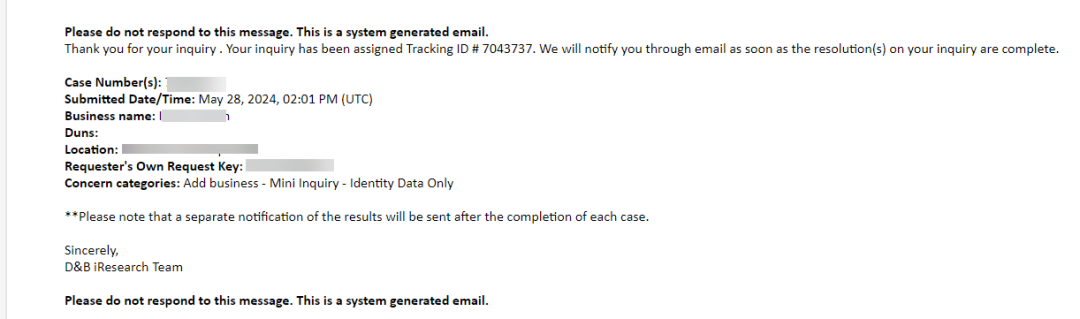 Please do not respond to this message. This is a system generated email.
Thank you for your inquiry . Your inquiry has been assigned Tracking ID # 7043737. We will notify you through email as soon as the resolution(s) on your inquiry are complete.
Case Number(s):
Submitted Date/Time: May 28, 2024, 02:01 PM (UTC)
Business name:
Duns:
Location:
Requester's Own Request Key:
Concern categories: Add business - Mini Inquiry - Identity Data Only
**Please note that a separate notification of the results will be sent after the completion of each case.
Sincerely,
D&B iResearch Team
Please do not respond to this message. This is a system generated email.